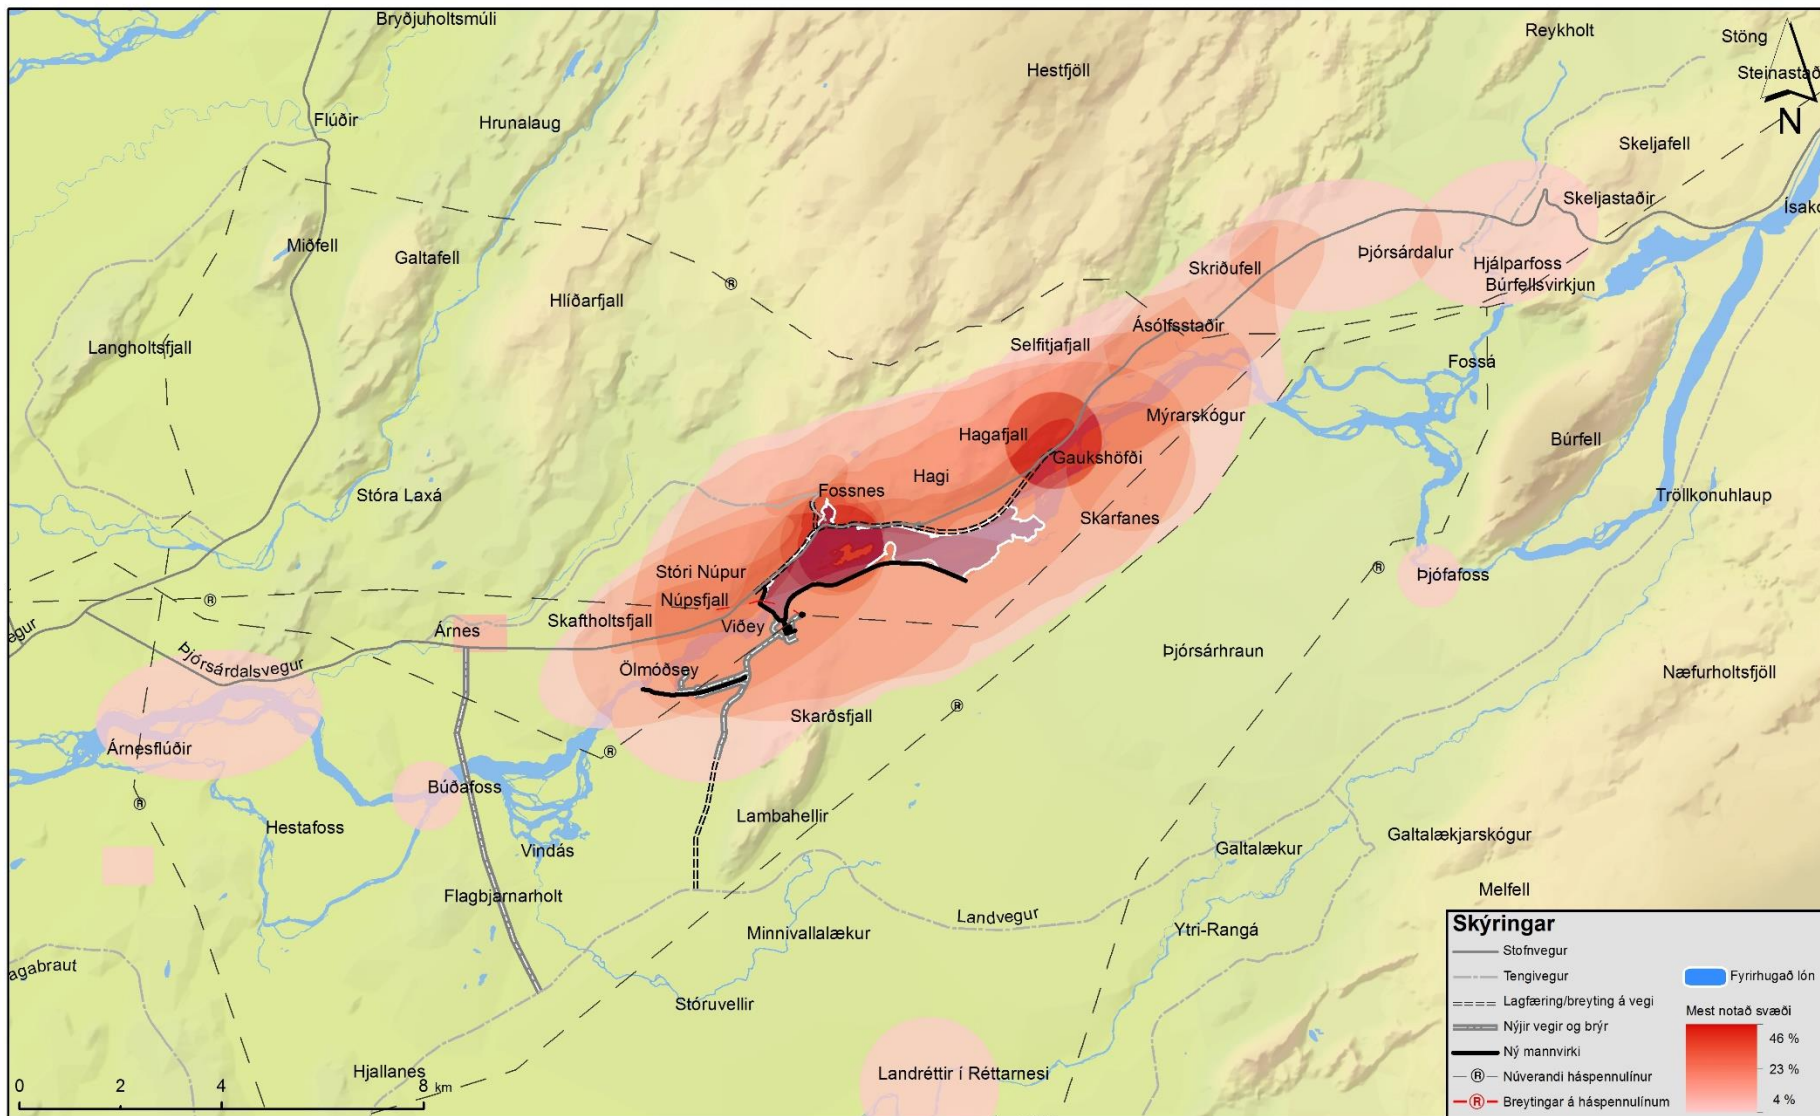 Bryðjuholtsmúli
Reykholt
Stöng
Hestfjöll
Steinastað
N
Flúðir
Hrunalaug
Skeljafell
Skeljastaðir
Ísako
Miðfell
Galtafell
Þjórsárdalur
Skriðufell
Hjálparfoss
Búrfellsvirkjun
Hlíðarfjall
Ásólfsstaðir
Langholtsfjall
Selfitjafjall
Fossá
Mýrarskógur
Hagafjall
Búrfell
Gaukshöfði
Hagi
Fossnes
Stóra Laxá
Tröllkonuhlaup
Skarfanes
Stóri Núpur
Þjófafoss
Núpsfjall
Skaftholtsfjall
Viðey
Árnes
egur
Þjórsárdalsvegur
Þjórsárhraun
Ölmóðsey
Næfurholtsfjöll
Skarðsfjall
Árnesflúðir
Búðafoss
Lambahellir
Hestafoss
Galtalækjarskógur
Vindás
Galtalækur
Flagbjarnarholt
Melfell
Landvegur
Minnivallalækur
Ytri-Rangá
agabraut
Stóruvellir
Hjallanes
Landréttir í Réttarnesi
0 2 4 8 km
Skýringar
Stofnvegur
Tengivegur
Lagfæring/breyting á vegi
Nýjir vegir og brýr
Ný mannvirki
R Núverandi háspennulínur
R Breytingar á háspennulínum
Fyrirhugað lón
Mest notað svæði
46 %
23 %
4 %
R
R
R
R
R
R